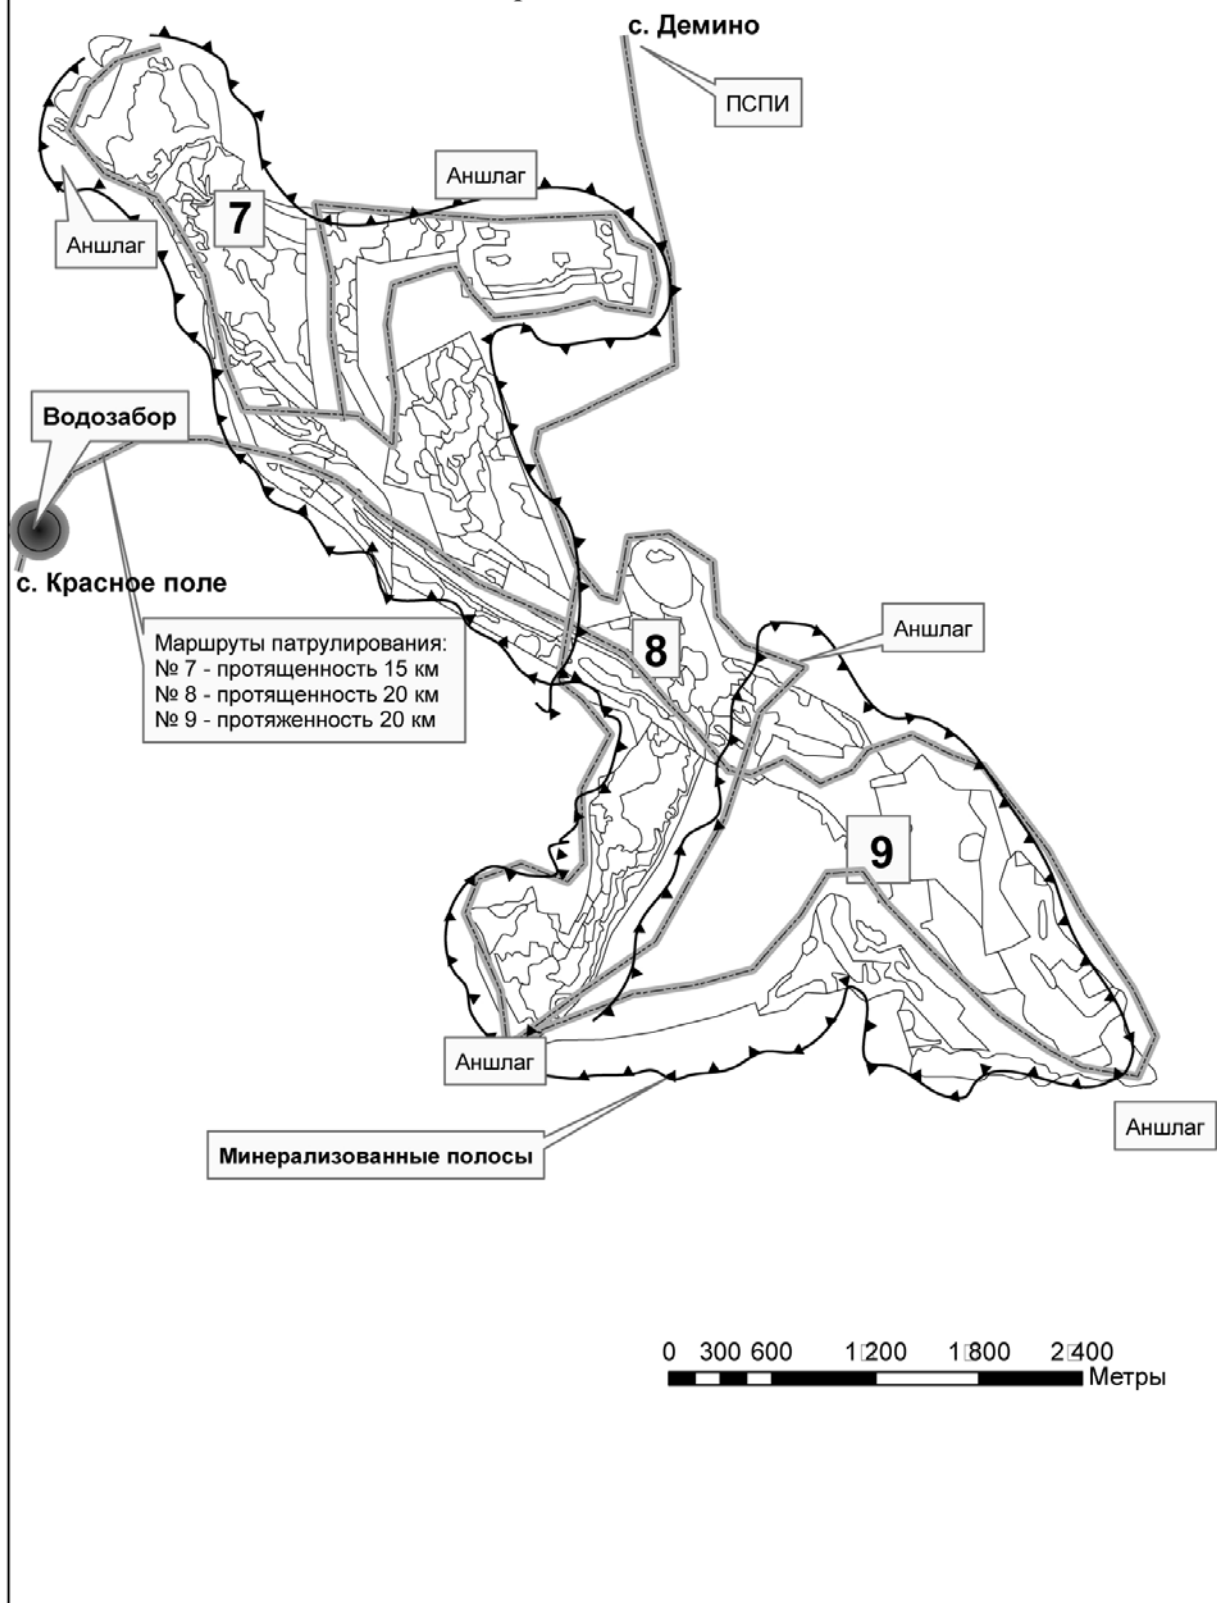 с. Демино
ПСПИ
Аншлаг
7
Аншлаг
Водозабор
с. Красное поле
Маршруты патрулирования:
№ 7 - протященность 15 км
№ 8 - протященность 20 км
№ 9 - протяженность 20 км
8
Аншлаг
9
Аншлаг
Аншлаг
Минерализованные полосы
0 300 600 1 200 1 800 2 400
Метры